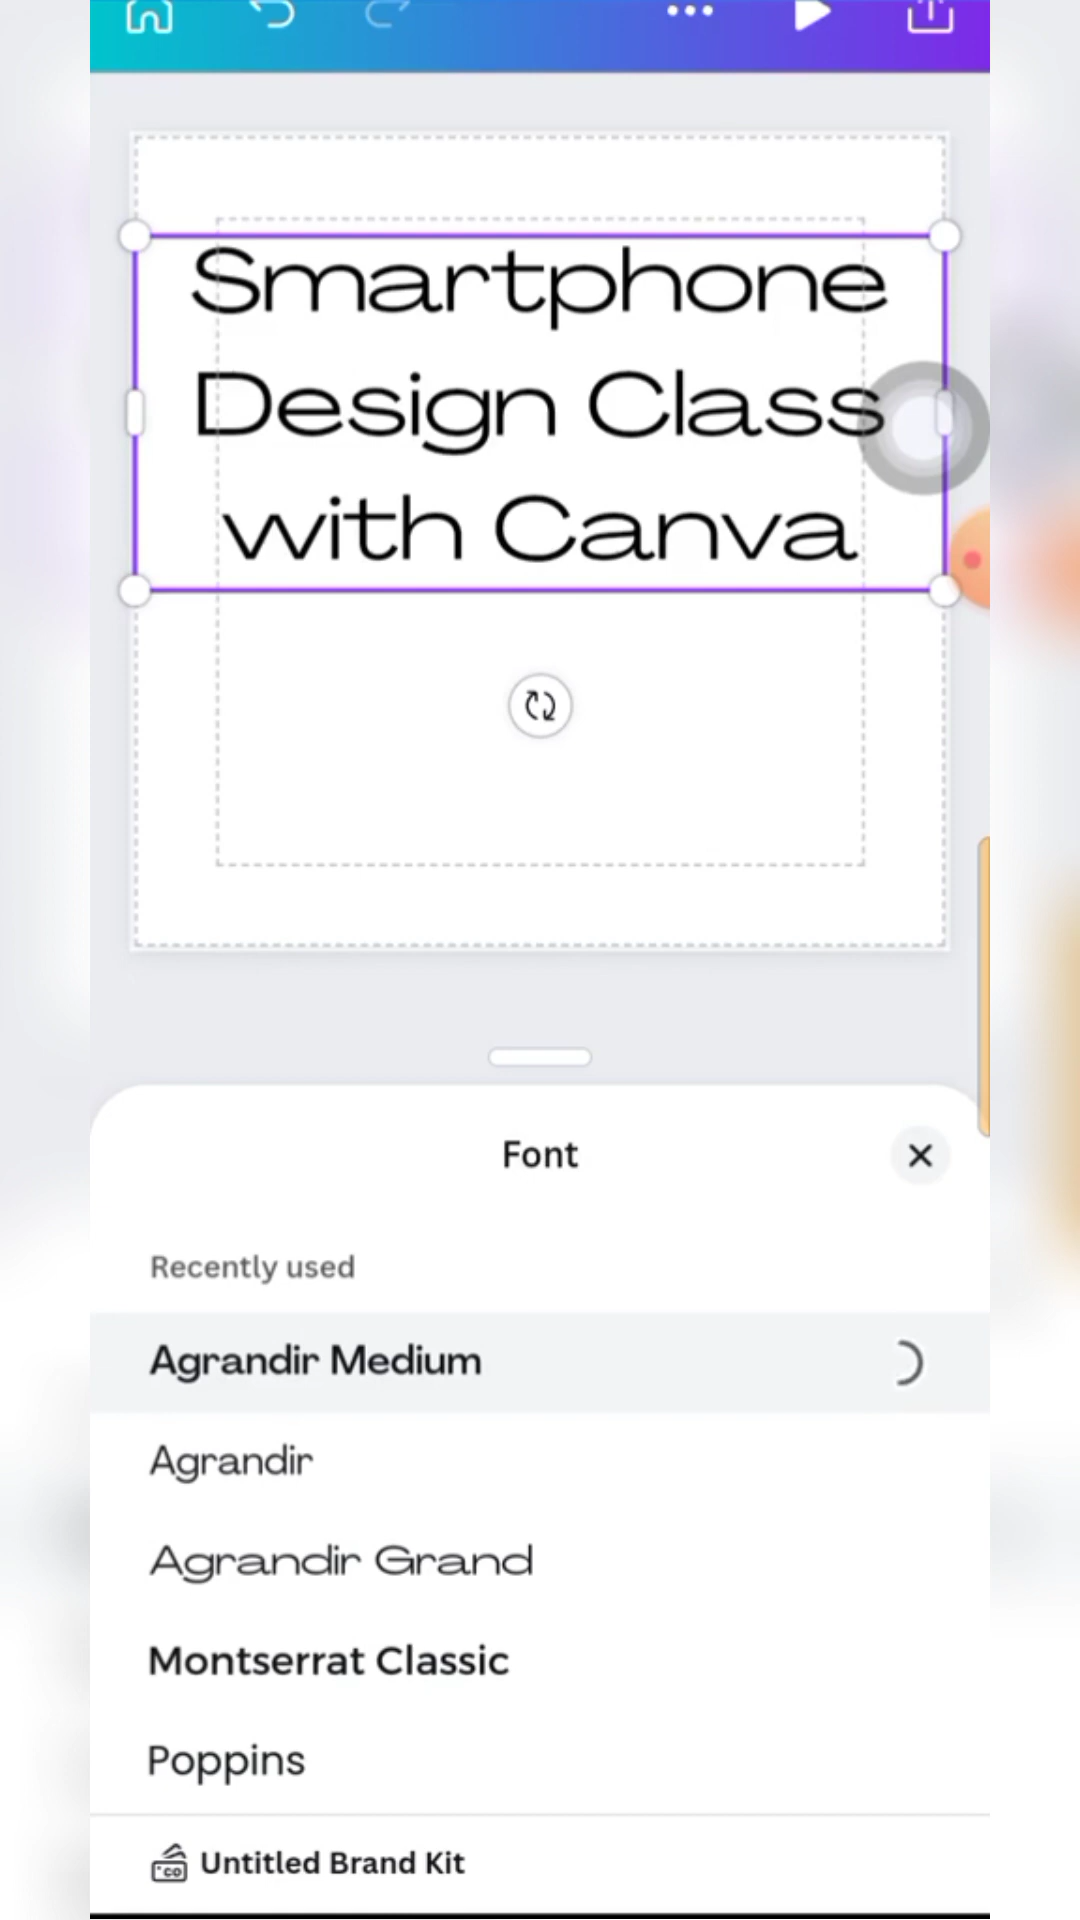 Smartphone
Design Class
with Canva
Font
Recently used
Agrandir Medium
Agrandir
Agrandir Grand
Montserrat Classic
Poppins
co
Untitled Brand Kit